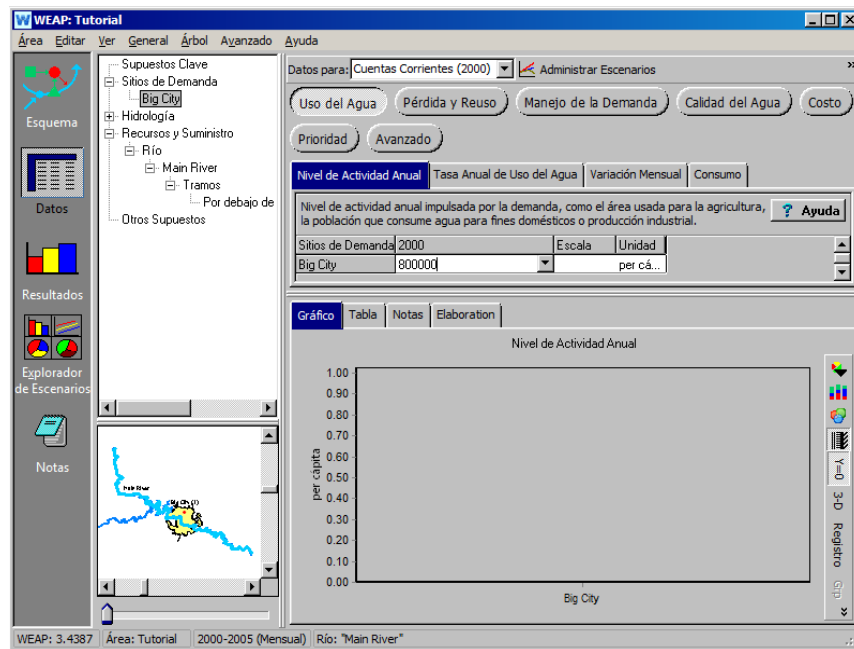 WEAP: Tutorial
Área Editar Ver General Árbol Avanzado Ayuda
Esquema
Datos
Resultados
Explorador
de Escenarios
Notas
Supuestos Clave
Sitios de Demanda
Big City
Hidrología
Recursos y Suministro
Río
Main River
Tramos
Por debajo de
Otros Supuestos
Main River
Datos para: Cuentas Corrientes (2000) Administrar Escenarios »
Uso del Agua Pérdida y Reuso Manejo de la Demanda Calidad del Agua Costo
Prioridad Avanzado
Nivel de Actividad Anual Tasa Anual de Uso del Agua Variación Mensual Consumo
Nivel de actividad anual impulsada por la demanda, como el área usada para la agricultura,
la población que consume agua para fines domésticos o producción industrial.
? Ayuda
Sitios de Demanda 2000 Escala Unidad
Big City 800000 per cá...
Gráfico Tabla Notas Elaboration
Nivel de Actividad Anual
per cápita
1.00
0.90
0.80
0.70
0.60
0.50
0.40
0.30
0.20
0.10
0.00
Big City
Y=0
3-D
Registro
Grp
WEAP: 3.4387 Área: Tutorial 2000-2005 (Mensual) Río: "Main River"